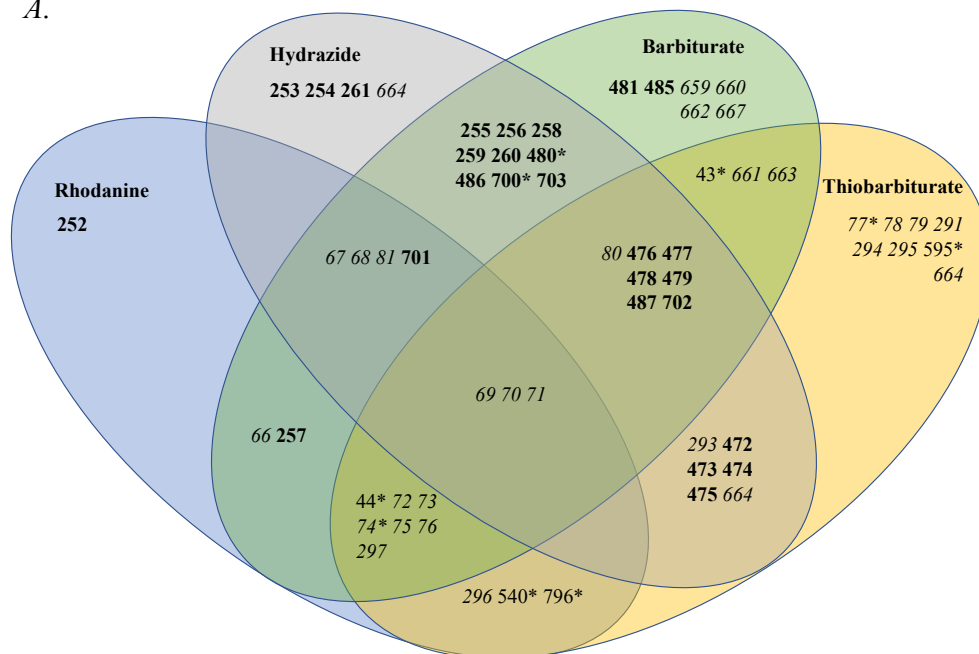 A.
Hydrazide
253 254 261 664
Barbiturate
481 485 659 660
662 667
255 256 258
259 260 480*
486 700* 703
Rhodanine
252
43* 661 663
Thiobarbiturate
77* 78 79 291
294 295 595*
664
67 68 81 701
80 476 477
478 479
487 702
69 70 71
66 257
293 472
473 474
475 664
44* 72 73
74* 75 76
297
296 540* 796*